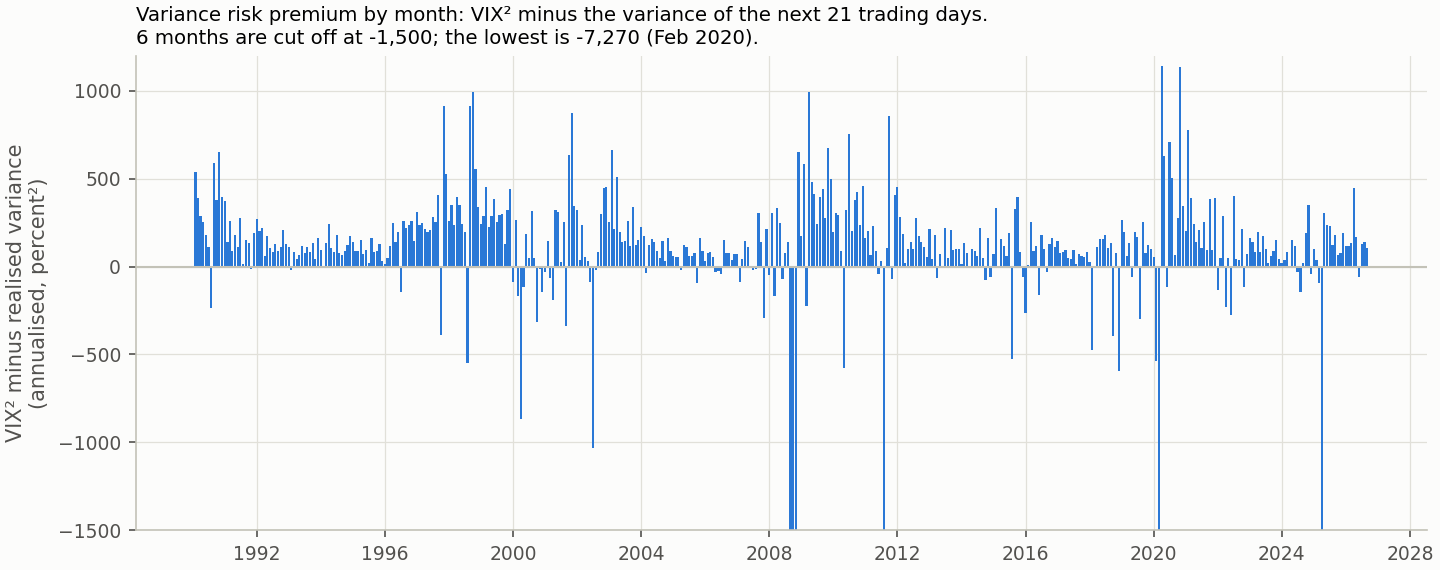 Variance risk premium by month: VIX² minus the variance of the next 21 trading days.
6 months are cut off at -1,500; the lowest is -7,270 (Feb 2020).
VIX² minus realised variance
(annualised, percent²)
1000
500
0
−500
−1000
−1500
1992 1996 2000 2004 2008 2012 2016 2020 2024 2028